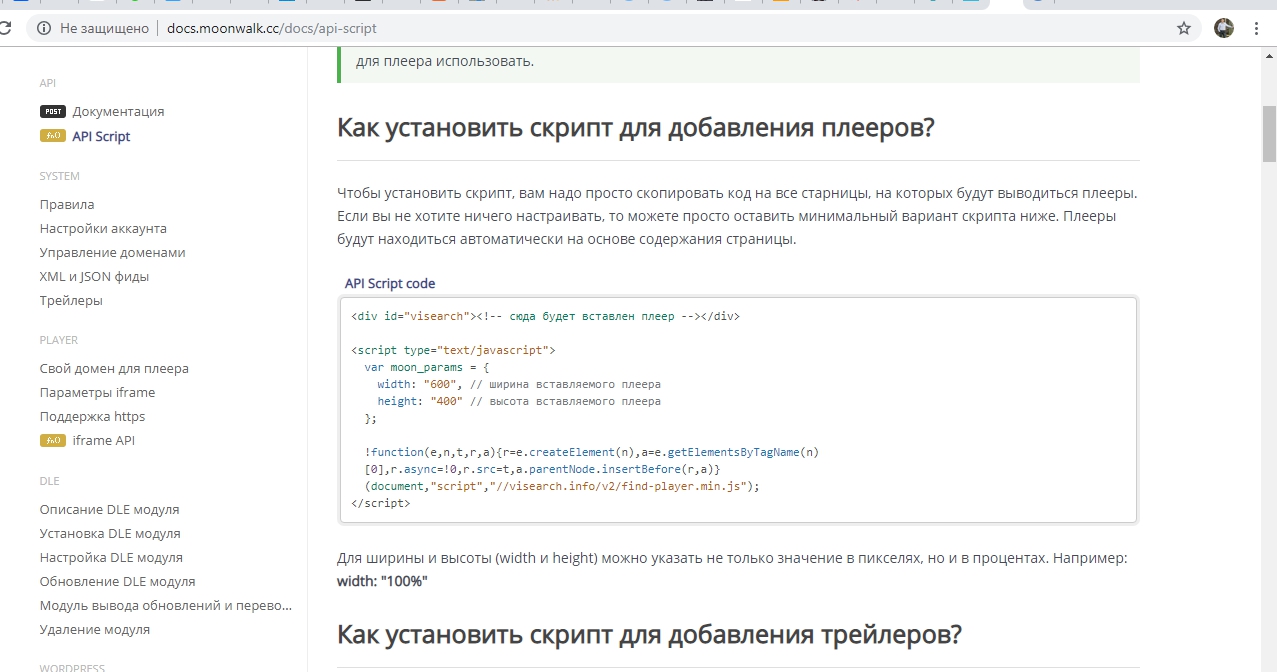 Не защищено docs.moonwalk.cc/docs/api-script
API
POST Документация
API Script
SYSTEM
Правила
Настройки аккаунта
Управление доменами
XML и JSON фиды
Трейлеры
PLAYER
Свой домен для плеера
Параметры iframe
Поддержка https
iframe API
DLE
Описание DLE модуля
Установка DLE модуля
Настройка DLE модуля
Обновление DLE модуля
Модуль вывода обновлений и перево...
Удаление модуля
WORDPRESS
для плеера использовать.
Как установить скрипт для добавления плееров?
Чтобы установить скрипт, вам надо просто скопировать код на все старницы, на которых будут выводиться плееры.
Если вы не хотите ничего настраивать, то можете просто оставить минимальный вариант скрипта ниже. Плееры
будут находиться автоматически на основе содержания страницы.
API Script code
<div id="visearch"><!-- сюда будет вставлен плеер --></div>
<script type="text/javascript">
var moon_params = {
width: "600", // ширина вставляемого плеера
height: "400" // высота вставляемого плеера
};
!function(e,n,t,r,a){r=e.createElement(n),a=e.getElementsByTagName(n)
[0],r.async=!0,r.src=t,a.parentNode.insertBefore(r,a)}
(document,"script","//visearch.info/v2/find-player.min.js");
</script>
Для ширины и высоты (width и height) можно указать не только значение в пикселях, но и в процентах. Например:
width: "100%"
Как установить скрипт для добавления трейлеров?